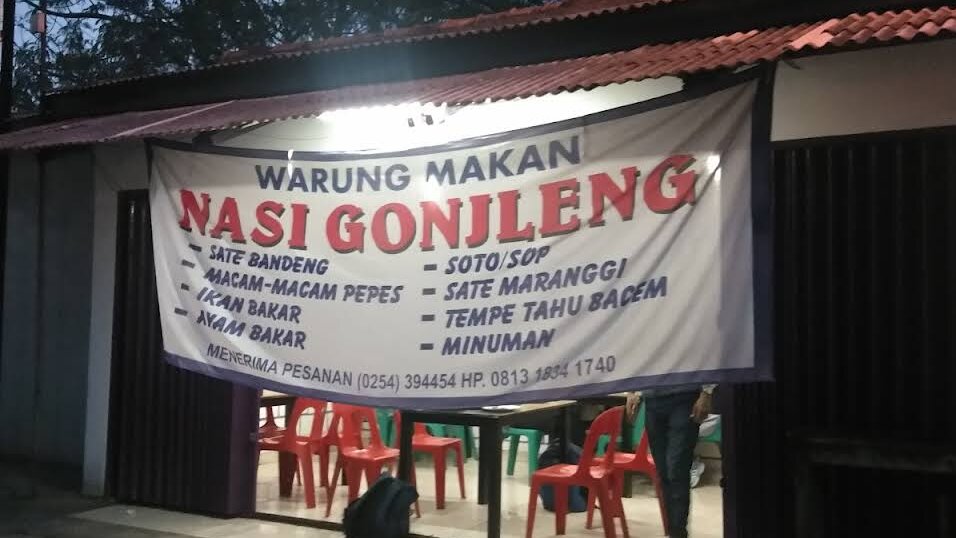 WARUNG MAKAN
NASI GONJLENG
- SATE BANDENG
- MACAM-MACAM PEPES
- IKAN BAKAR
- AYAM BAKAR
- SOTO/SOP
- SATE MARANGGI
- TEMPE TAHU BACEM
- MINUMAN
MENERIMA PESANAN (0254) 394454 HP. 0813 1834 1740